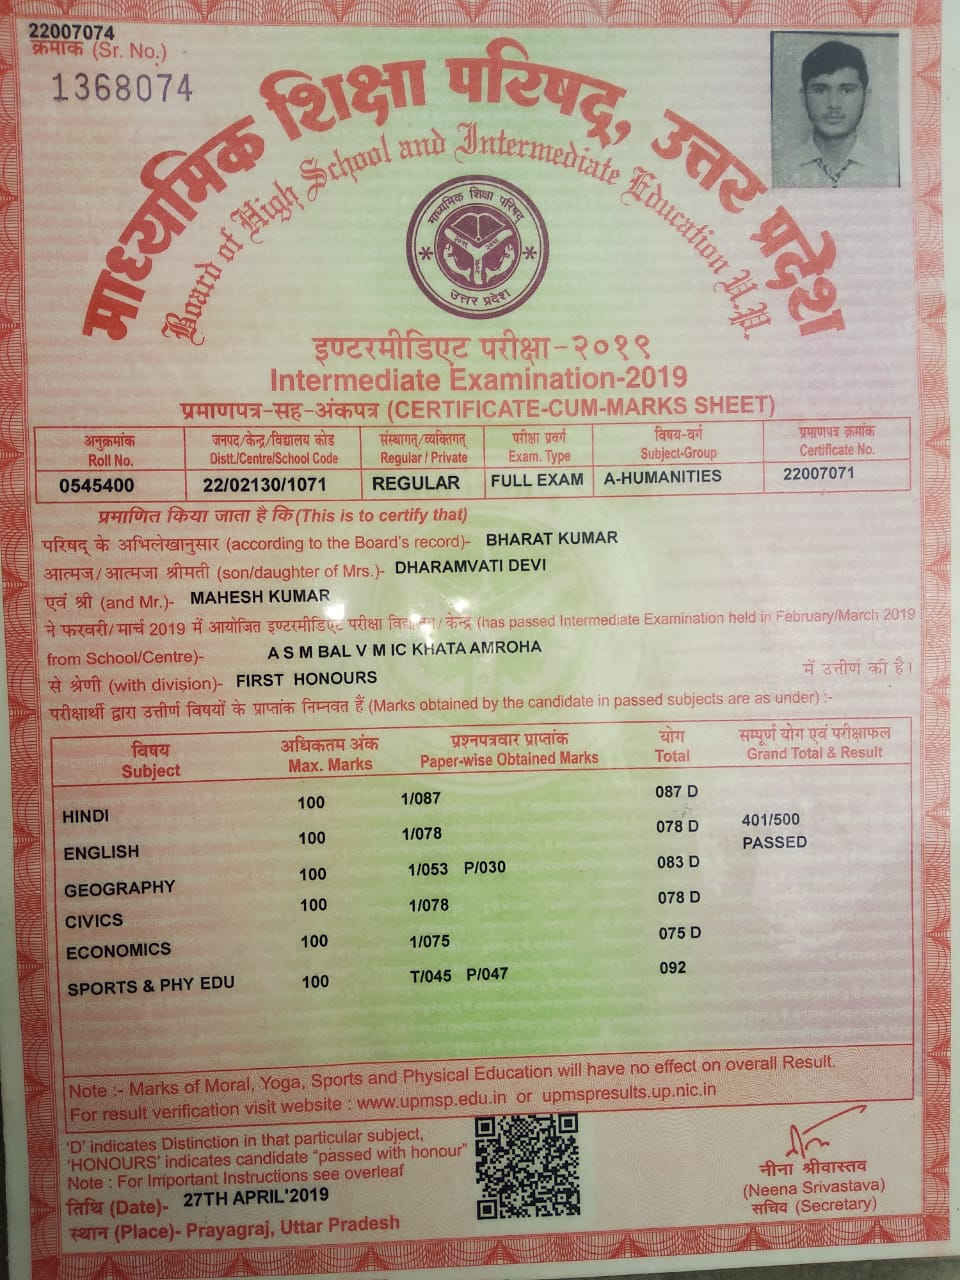 22007074
क्रमांक (Sr. No.)
1368074
माध्यमिक शिक्षा परिषद्, उत्तर प्रदेश
Board of High School and Intermediate Education U.P.
माध्यमिक शिक्षा परिषद्
उत्तर प्रदेश
इण्टरमीडिएट परीक्षा-२०१९
Intermediate Examination-2019
प्रमाणपत्र-सह-अंकपत्र (CERTIFICATE-CUM-MARKS SHEET)
अनुक्रमांक जनपद/केन्द्र/विद्यालय कोड संस्थागत्/व्यक्तिगत् परीक्षा प्रवर्ग विषय-वर्ग प्रमाणपत्र क्रमांक
Roll No. Distt./Centre/School Code Regular / Private Exam. Type Subject-Group Certificate No.
0545400 22/02130/1071 REGULAR FULL EXAM A-HUMANITIES 22007071
प्रमाणित किया जाता है कि (This is to certify that)
परिषद् के अभिलेखानुसार (according to the Board's record)- BHARAT KUMAR
आत्मज/आत्मजा श्रीमती (son/daughter of Mrs.)- DHARAMVATI DEVI
एवं श्री (and Mr.)- MAHESH KUMAR
ने फरवरी/मार्च 2019 में आयोजित इण्टरमीडिएट परीक्षा विद्यालय/केन्द्र (has passed Intermediate Examination held in February/March 2019
from School/Centre)- A S M BAL V M IC KHATA AMROHA
से श्रेणी (with division)- FIRST HONOURS में उत्तीर्ण की है।
परीक्षार्थी द्वारा उत्तीर्ण विषयों के प्राप्तांक निम्नवत हैं (Marks obtained by the candidate in passed subjects are as under) :-
विषय अधिकतम अंक प्रश्नपत्रवार प्राप्तांक योग सम्पूर्ण योग एवं परीक्षाफल
Subject Max. Marks Paper-wise Obtained Marks Total Grand Total & Result
HINDI 100 1/087 087 D
ENGLISH 100 1/078 078 D 401/500
PASSED
GEOGRAPHY 100 1/053 P/030 083 D
CIVICS 100 1/078 078 D
ECONOMICS 100 1/075 075 D
SPORTS & PHY EDU 100 T/045 P/047 092
Note :- Marks of Moral, Yoga, Sports and Physical Education will have no effect on overall Result.
For result verification visit website : www.upmsp.edu.in or upmspresults.up.nic.in
'D' indicates Distinction in that particular subject,
'HONOURS' indicates candidate "passed with honour"
Note : For Important Instructions see overleaf
तिथि (Date)- 27TH APRIL'2019
स्थान (Place)- Prayagraj, Uttar Pradesh
नीना श्रीवास्तव
(Neena Srivastava)
सचिव (Secretary)